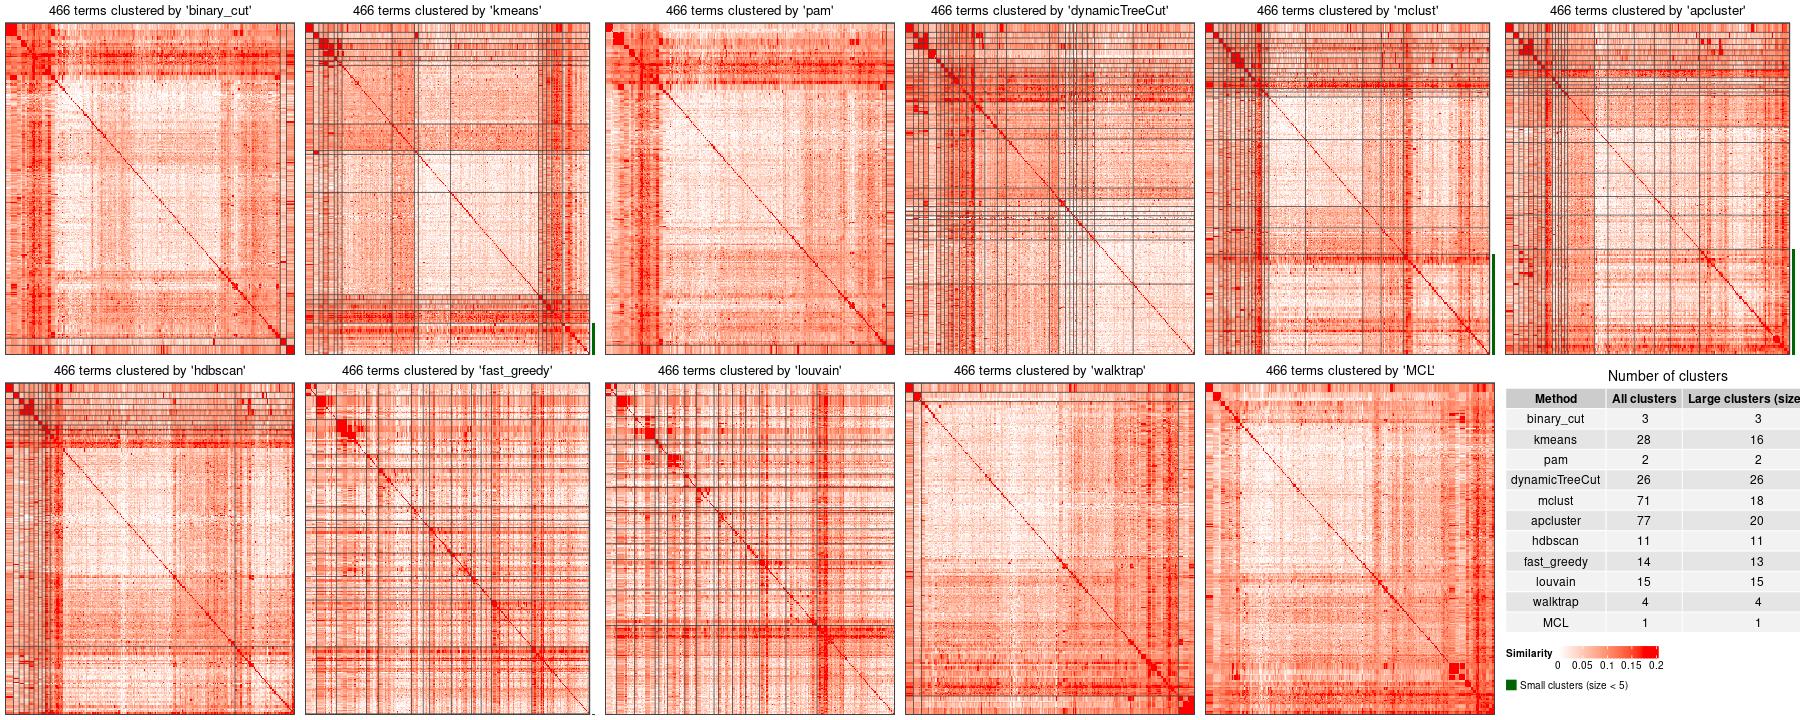 466 terms clustered by 'binary_cut'
466 terms clustered by 'kmeans'
466 terms clustered by 'pam'
466 terms clustered by 'dynamicTreeCut'
466 terms clustered by 'mclust'
466 terms clustered by 'apcluster'
466 terms clustered by 'hdbscan'
466 terms clustered by 'fast_greedy'
466 terms clustered by 'louvain'
466 terms clustered by 'walktrap'
466 terms clustered by 'MCL'
Number of clusters
Method All clusters Large clusters (size
binary_cut 3 3
kmeans 28 16
pam 2 2
dynamicTreeCut 26 26
mclust 71 18
apcluster 77 20
hdbscan 11 11
fast_greedy 14 13
louvain 15 15
walktrap 4 4
MCL 1 1
Similarity
0 0.05 0.1 0.15 0.2
Small clusters (size < 5)